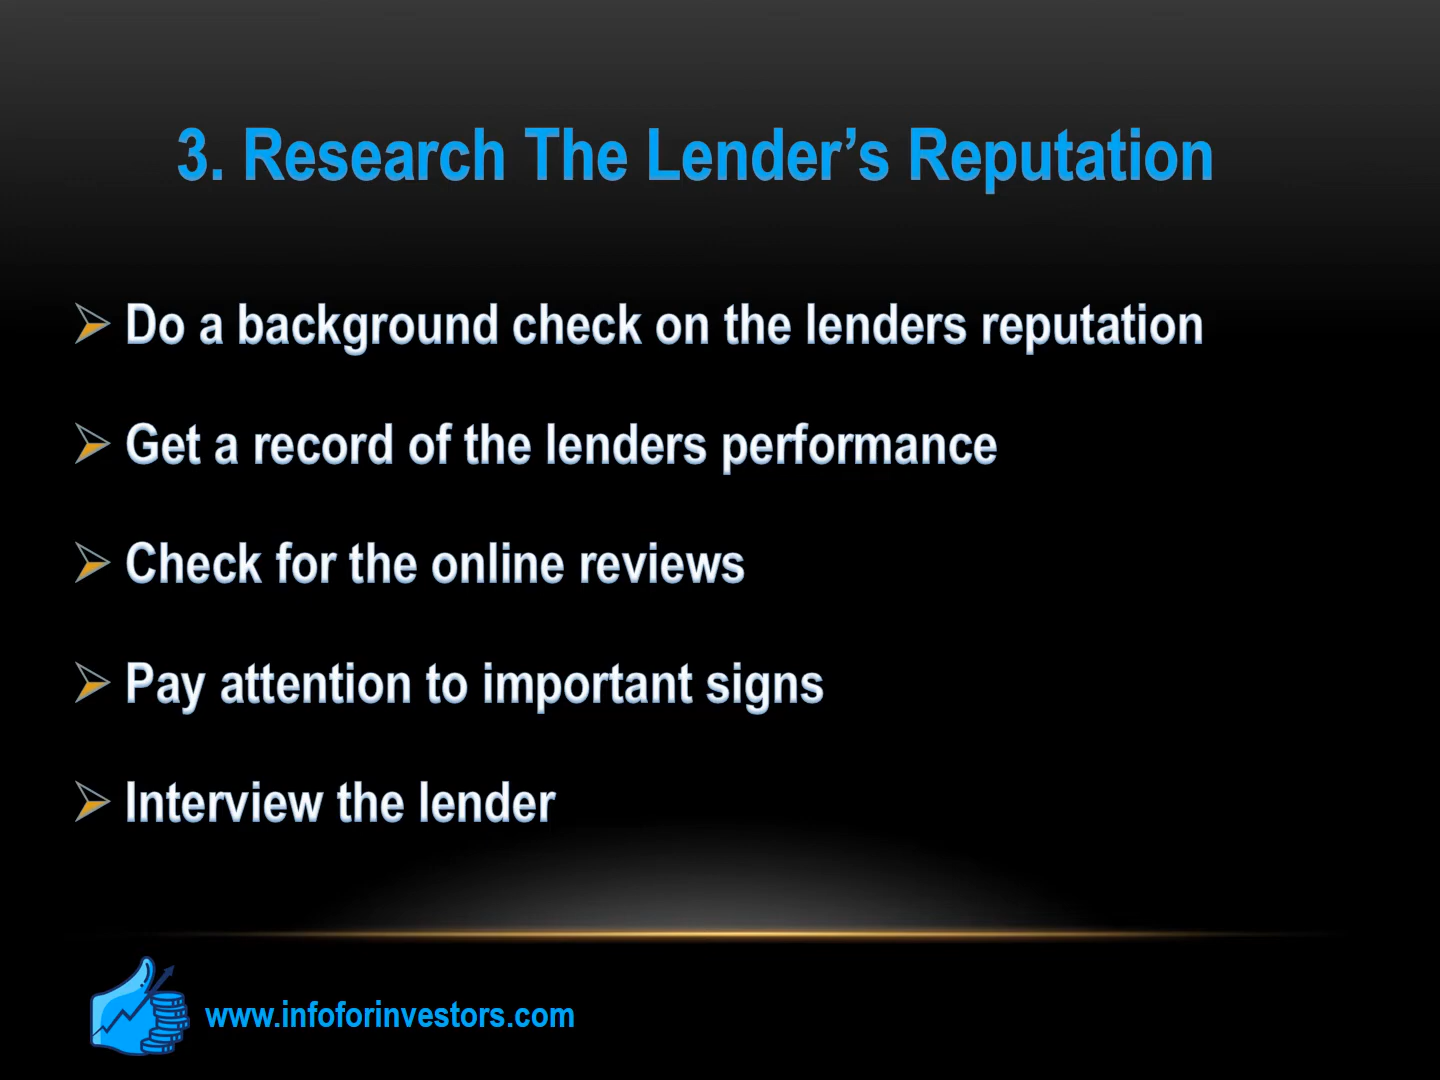 3. Research The Lender’s Reputation
Do a background check on the lenders reputation
Get a record of the lenders performance
Check for the online reviews
Pay attention to important signs
Interview the lender
www.infoforinvestors.com